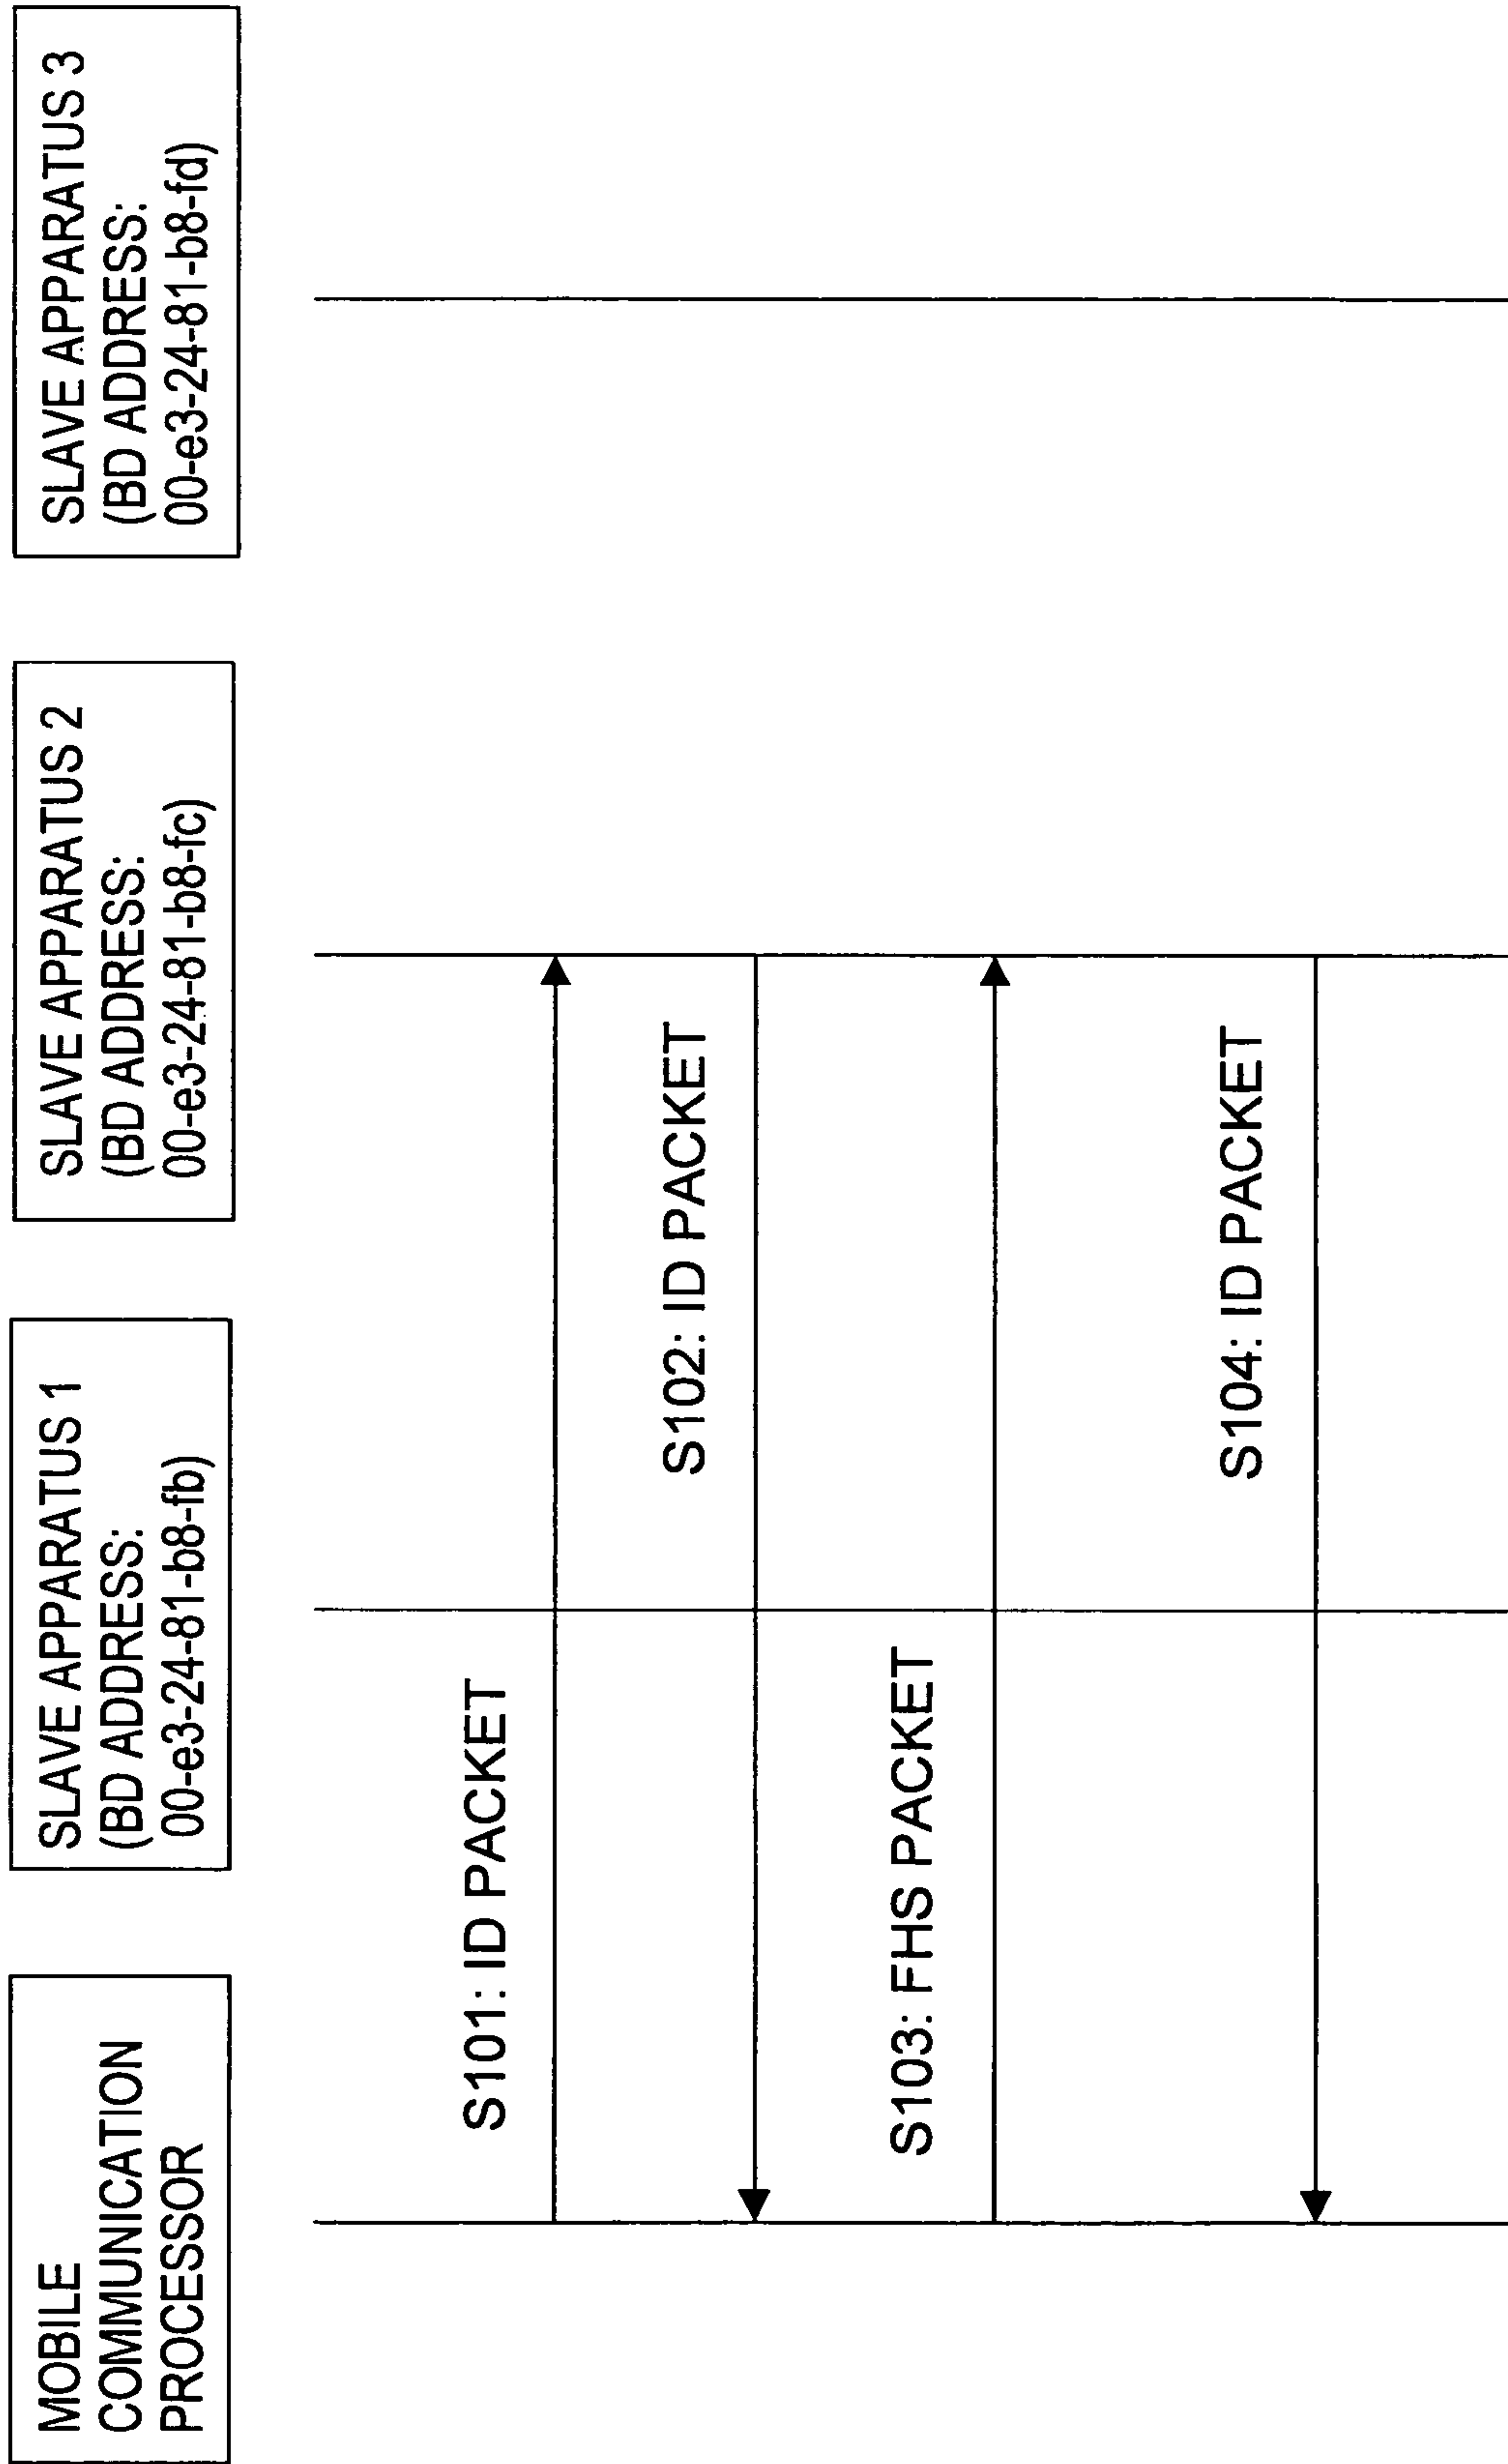 MOBILE
COMMUNICATION
PROCESSOR
SLAVE APPARATUS 1
(BD ADDRESS:
00-e3-24-81-b8-fb)
SLAVE APPARATUS 2
(BD ADDRESS:
00-e3-24-81-b8-fc)
SLAVE APPARATUS 3
(BD ADDRESS:
00-e3-24-81-b8-fd)
S101: ID PACKET
S102: ID PACKET
S103: FHS PACKET
S104: ID PACKET